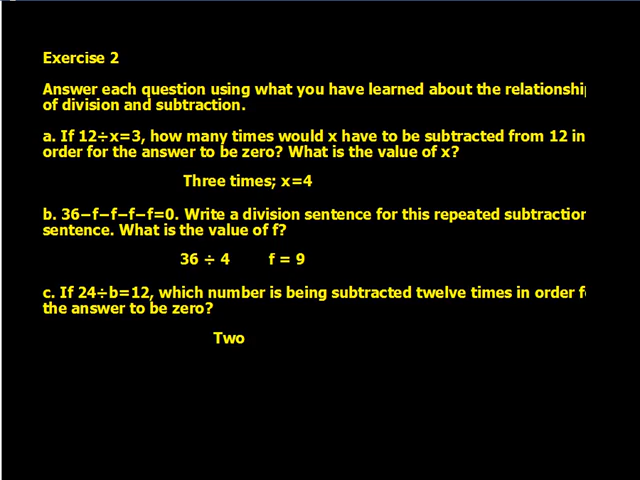 Exercise 2
Answer each question using what you have learned about the relationship
of division and subtraction.
a. If 12÷x=3, how many times would x have to be subtracted from 12 in
order for the answer to be zero? What is the value of x?
Three times; x=4
b. 36−f−f−f−f=0. Write a division sentence for this repeated subtraction
sentence. What is the value of f?
36 ÷ 4 f = 9
c. If 24÷b=12, which number is being subtracted twelve times in order fo
the answer to be zero?
Two